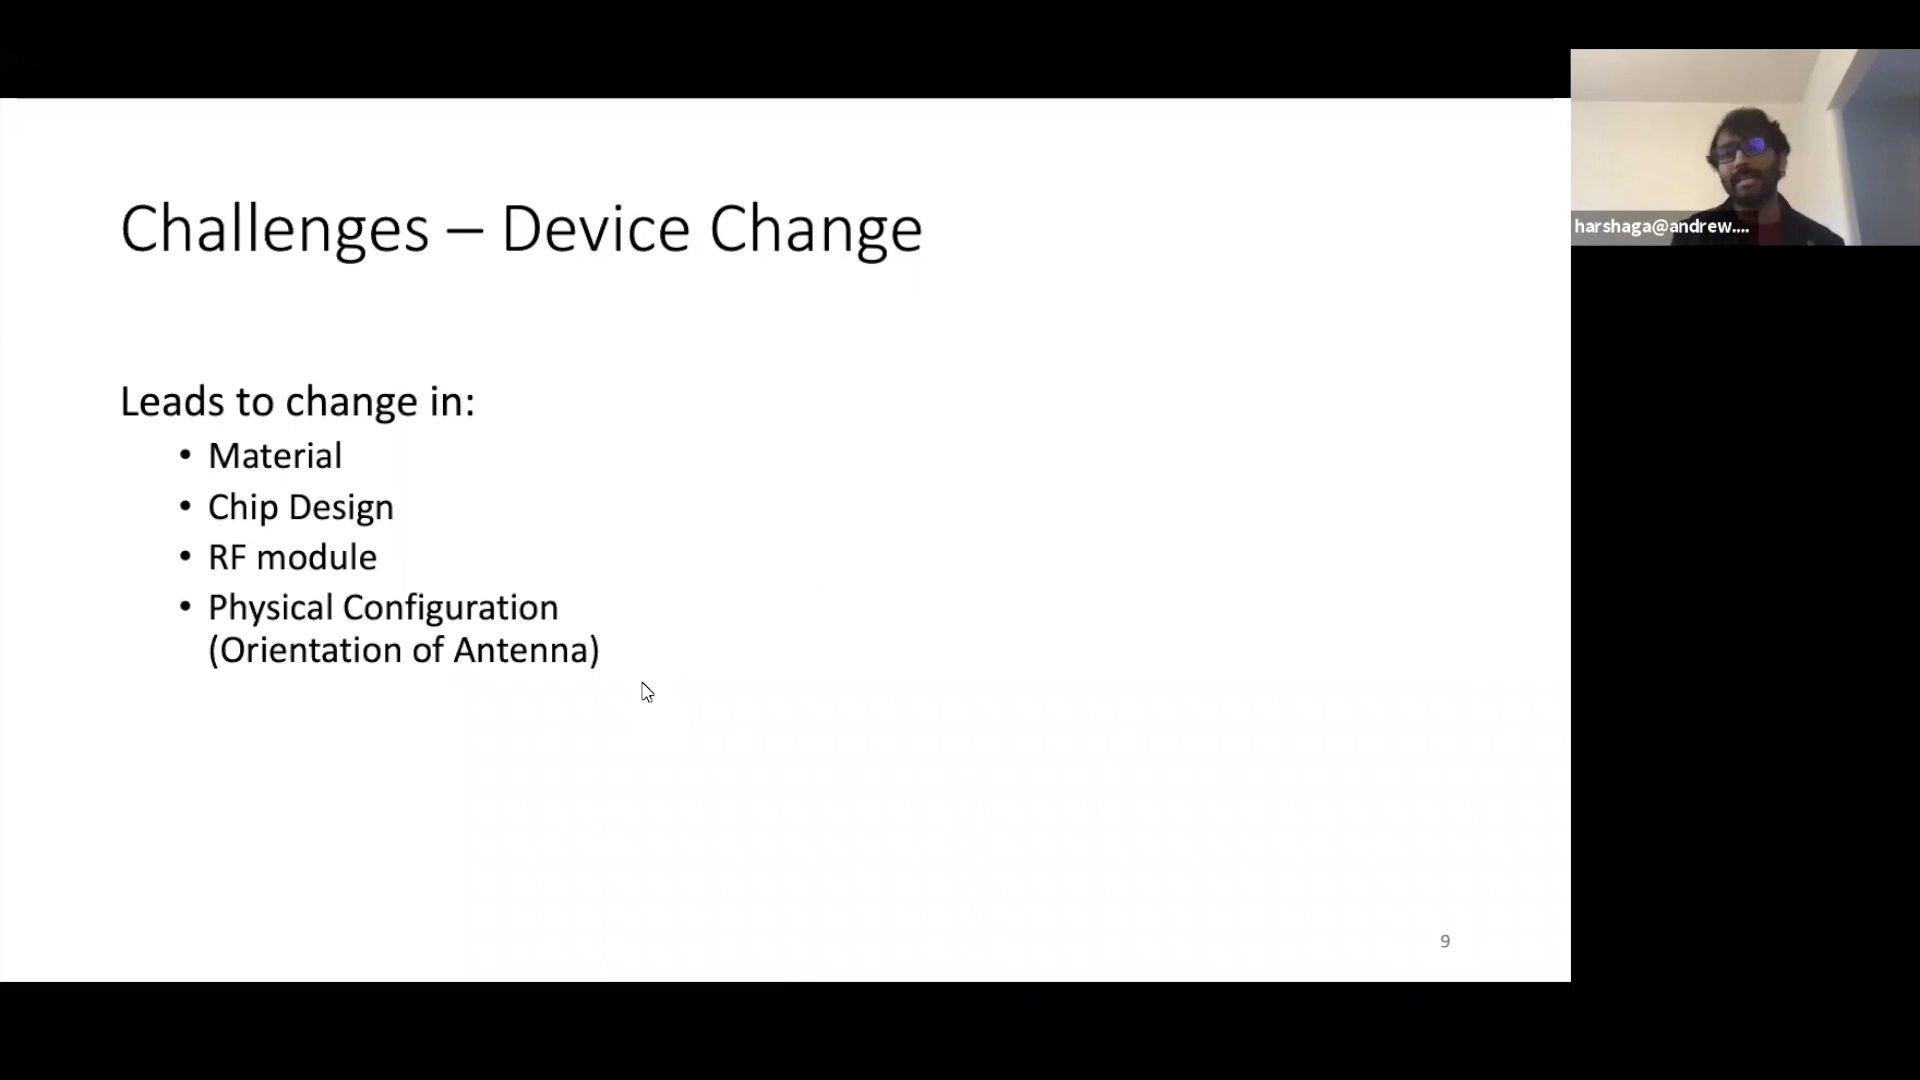 Challenges – Device Change
harshaga@andrew....
Leads to change in:
• Material
• Chip Design
• RF module
• Physical Configuration
(Orientation of Antenna)
9